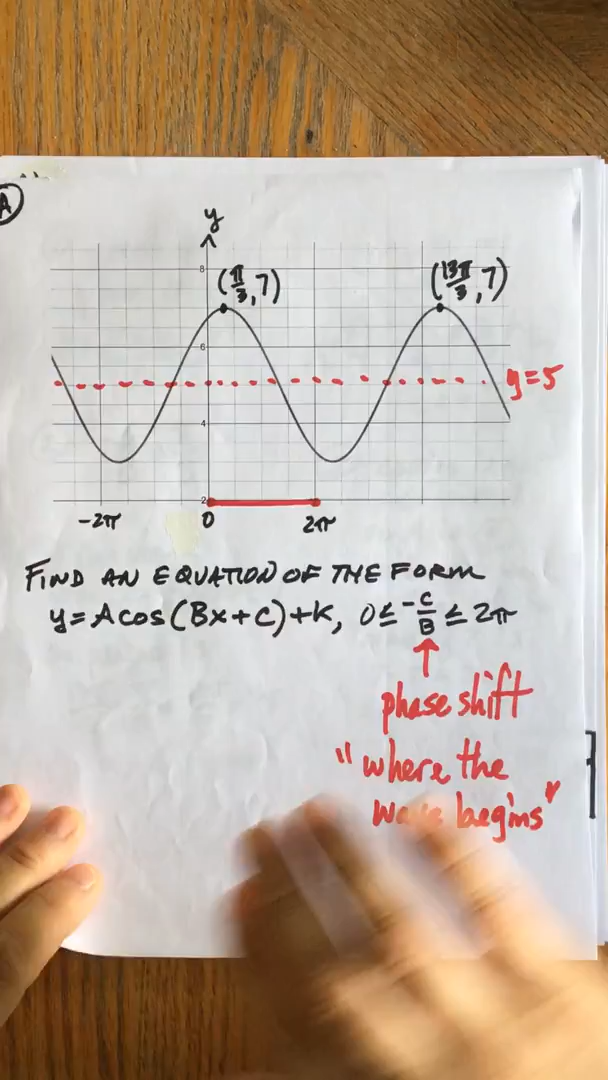 A
y
8
(π/3, 7)
(13π/3, 7)
6
y=5
4
2
-2π 0 2π
FIND AN EQUATION OF THE FORM
y=Acos(Bx+C)+K, 0≤-C/B≤2π
phase shift
"where the
wave begins"